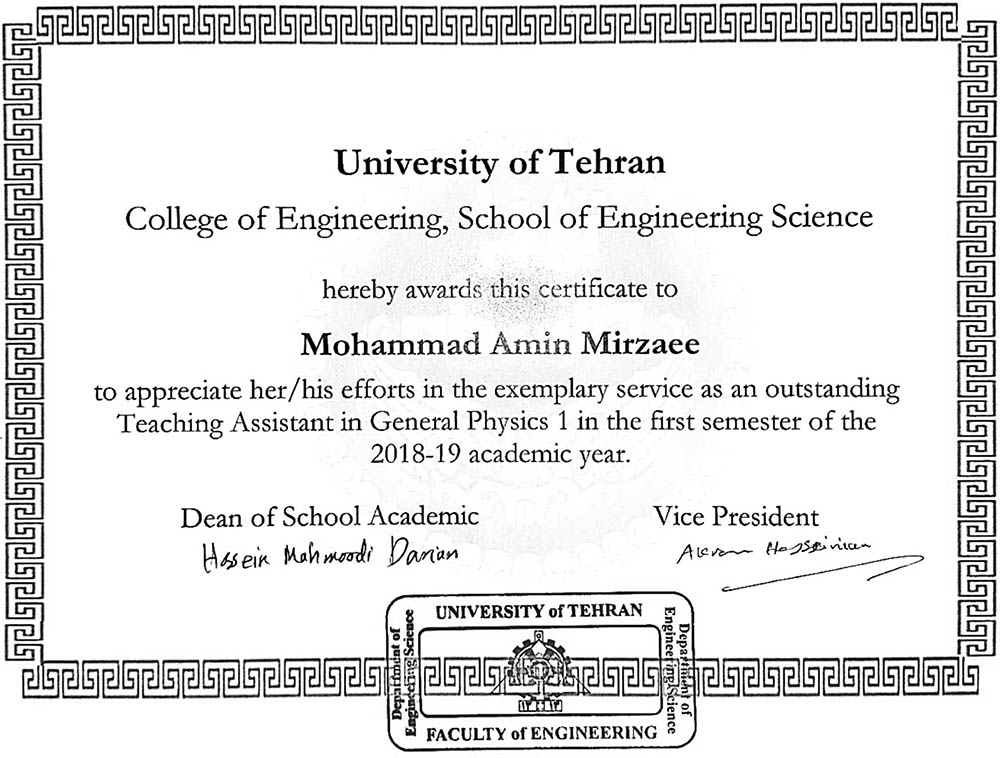 University of Tehran
College of Engineering, School of Engineering Science
hereby awards this certificate to
Mohammad Amin Mirzaee
to appreciate her/his efforts in the exemplary service as an outstanding
Teaching Assistant in General Physics 1 in the first semester of the
2018-19 academic year.
Dean of School Academic
Vice President
Hossein Mahmoodi Darian
Akram Hosseinian
UNIVERSITY of TEHRAN
Department of
Engineering Science
Department of
Engineering Science
FACULTY of ENGINEERING